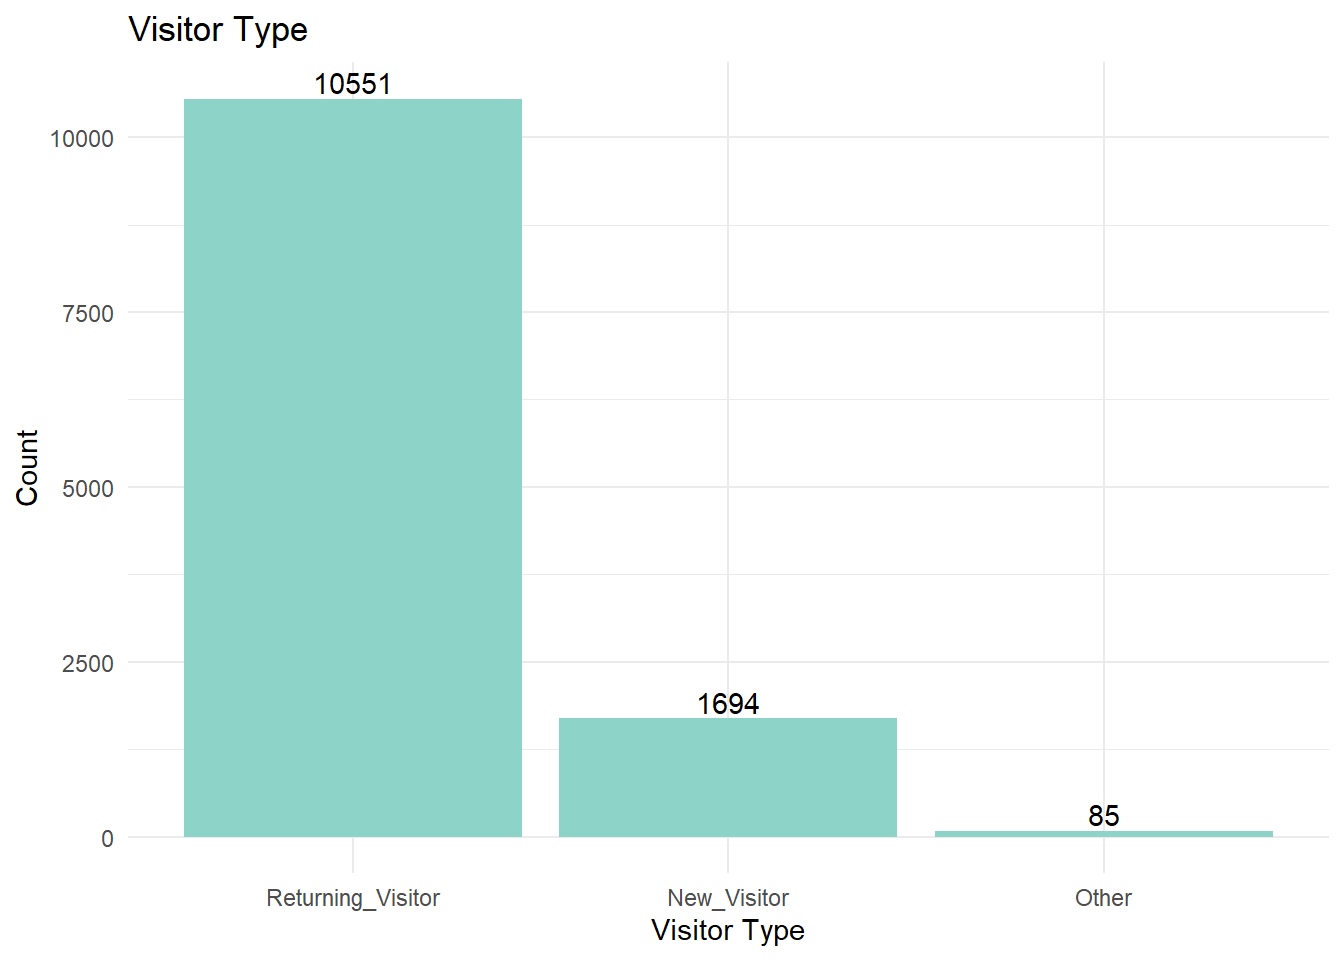 Visitor Type
10551
10000
7500
Count
5000
2500
1694
85
0
Returning_Visitor New_Visitor Other
Visitor Type